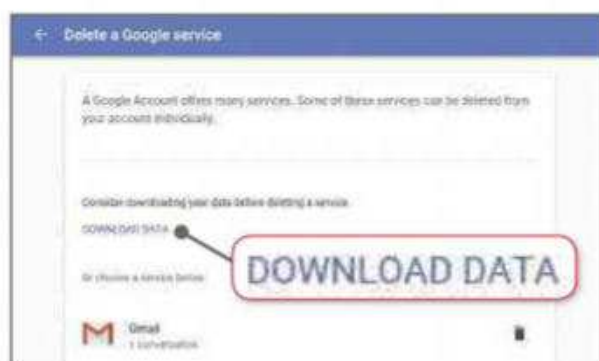 ← Delete a Google service
A Google Account offers many services. Some of these services can be deleted from
your account individually.
Consider downloading your data before deleting a service.
DOWNLOAD DATA
DOWNLOAD DATA
Or choose a service below
Gmail
1 conversation